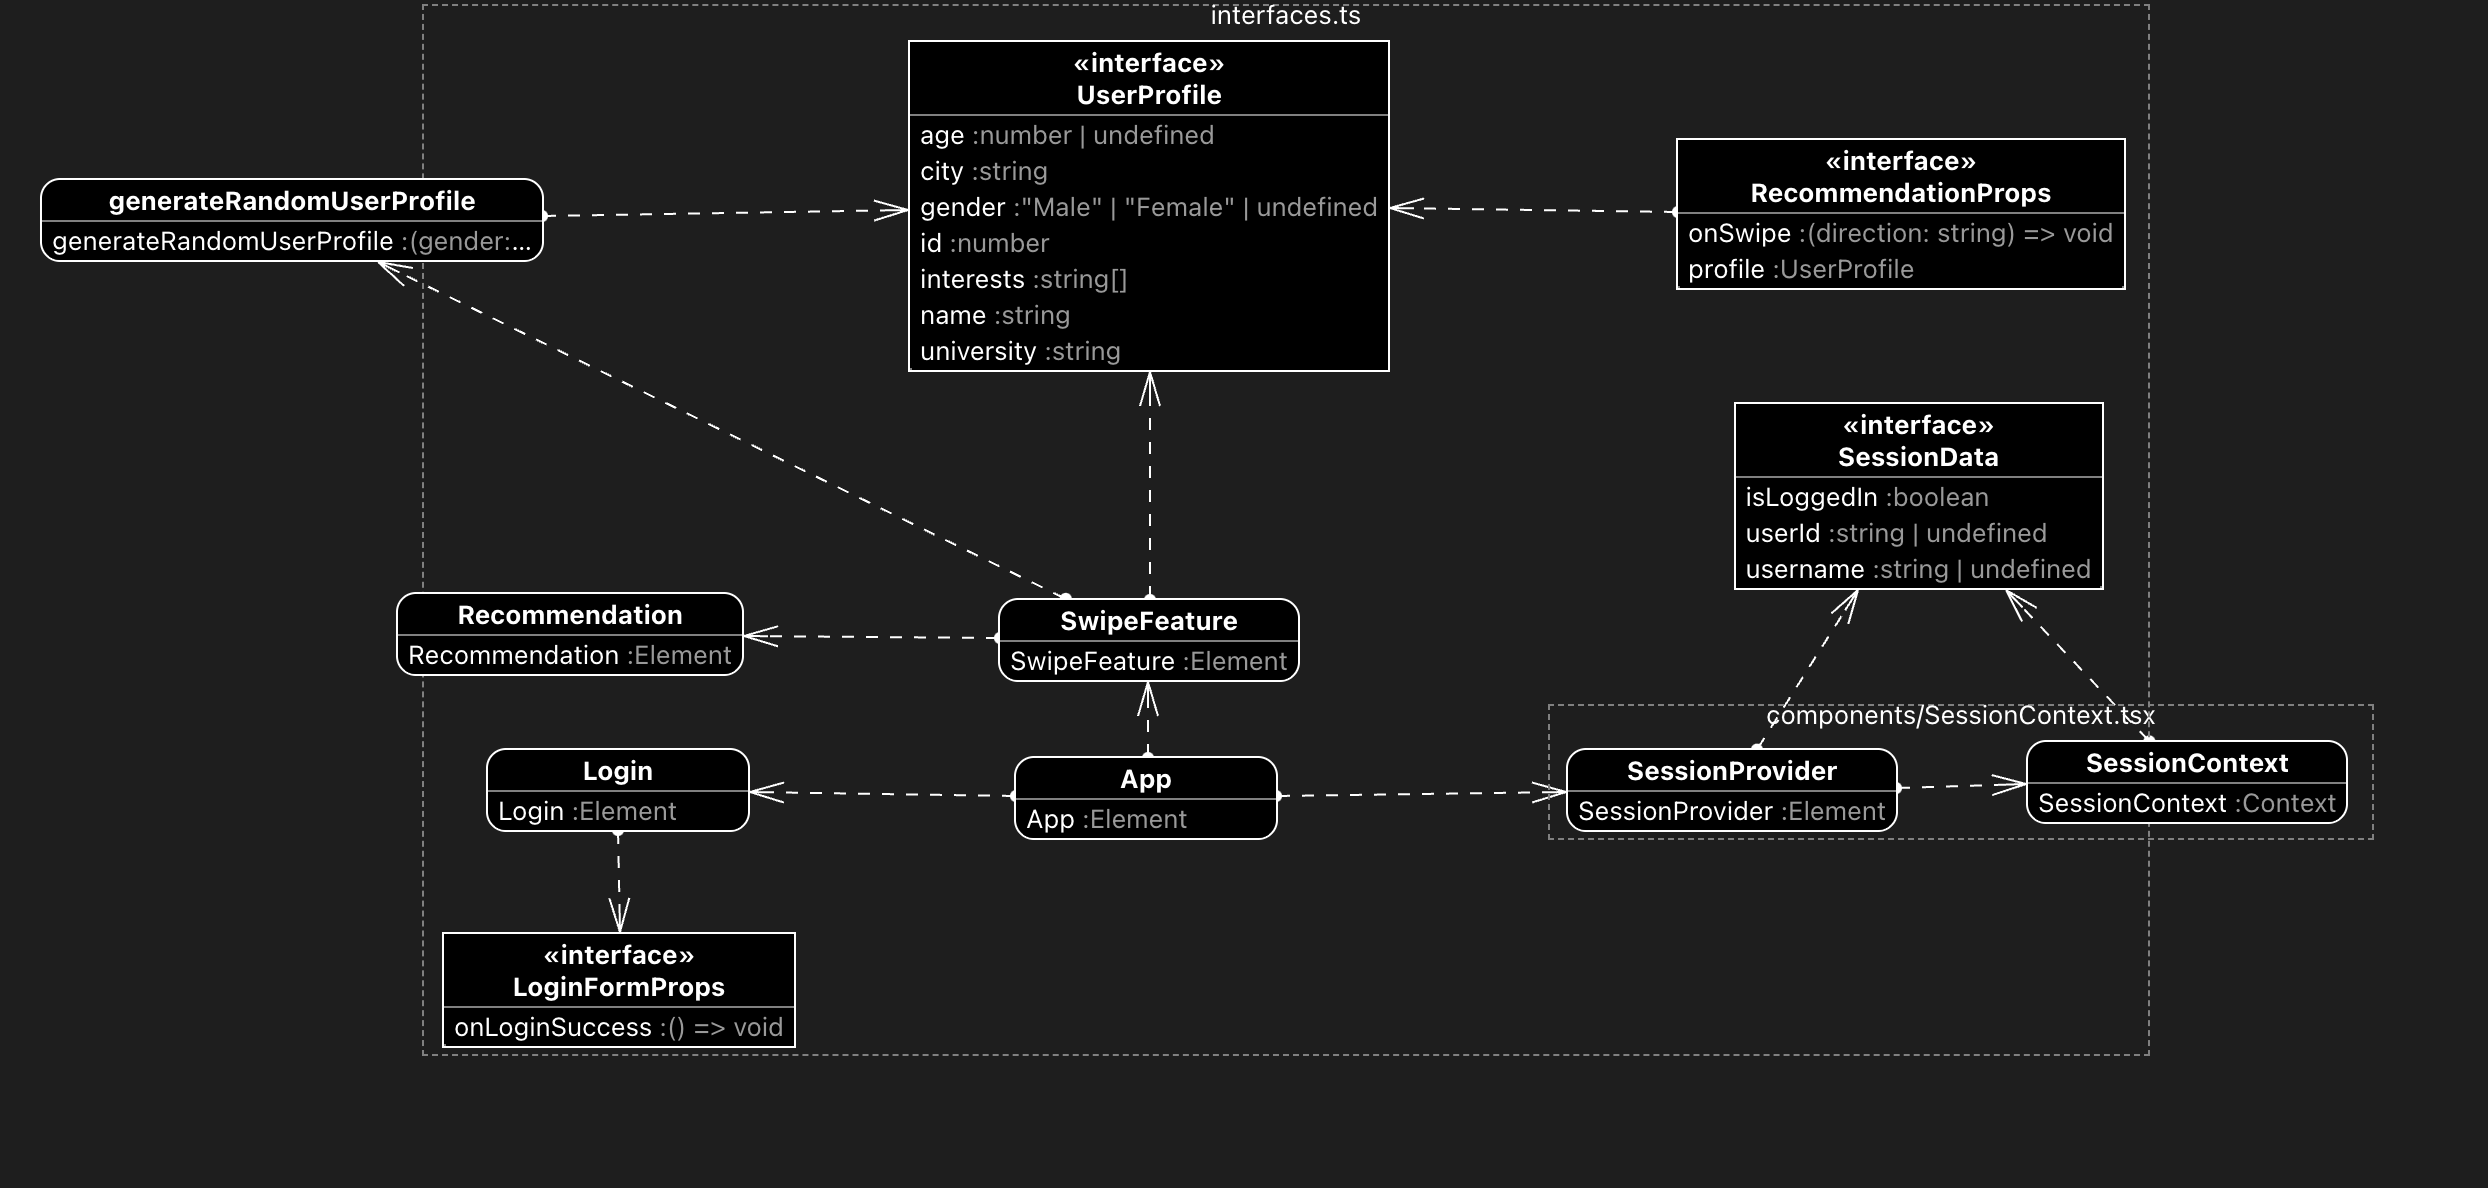 interfaces.ts
«interface»
UserProfile
age :number | undefined
city :string
gender :"Male" | "Female" | undefined
id :number
interests :string[]
name :string
university :string
«interface»
RecommendationProps
onSwipe :(direction: string) => void
profile :UserProfile
generateRandomUserProfile
generateRandomUserProfile :(gender:...
«interface»
SessionData
isLoggedIn :boolean
userId :string | undefined
username :string | undefined
Recommendation
Recommendation :Element
SwipeFeature
SwipeFeature :Element
components/SessionContext.tsx
Login
Login :Element
App
App :Element
SessionProvider
SessionProvider :Element
SessionContext
SessionContext :Context
«interface»
LoginFormProps
onLoginSuccess :() => void